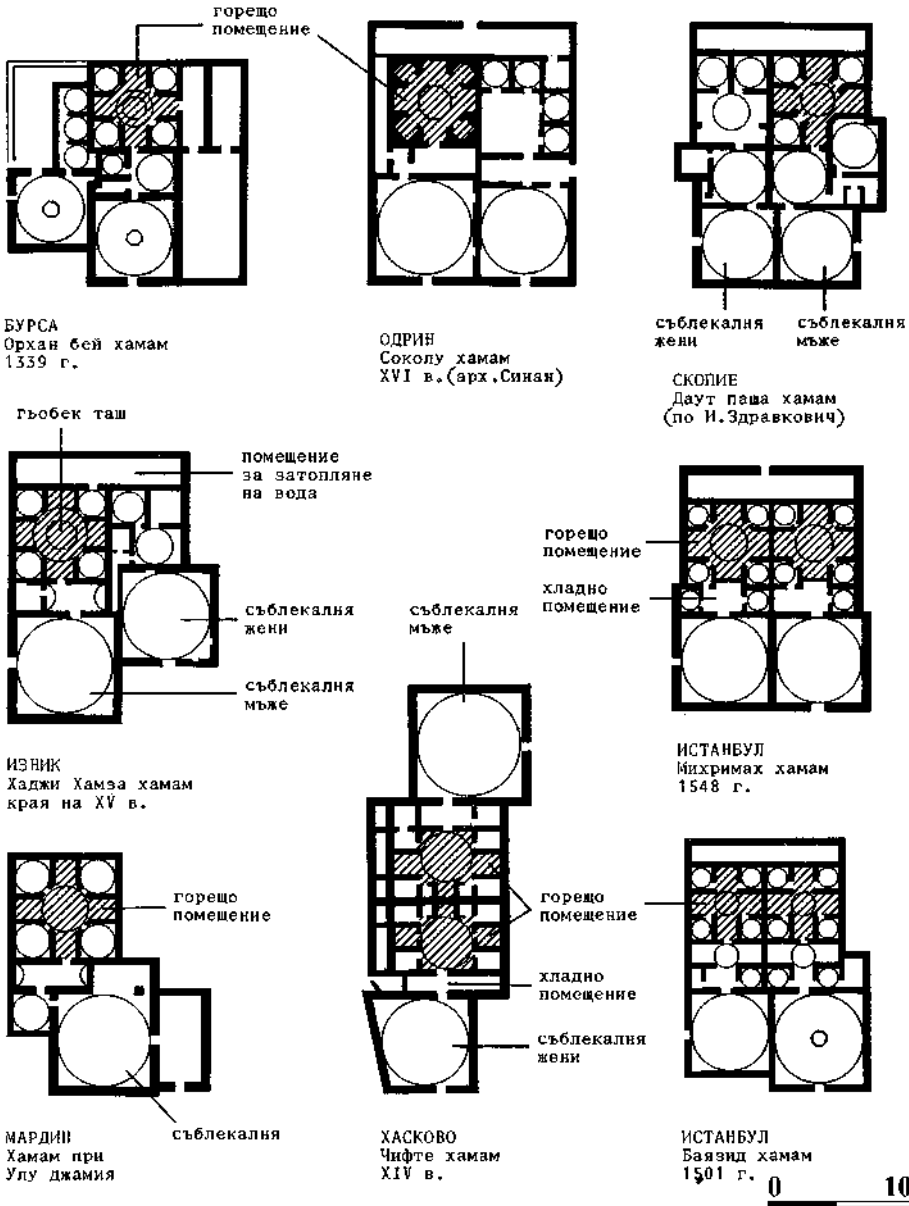 горещо
помещение
БУРСА
Орхан бей хамам
1339 г.
ОДРИН
Соколу хамам
XVI в.(арх.Синан)
съблекалня
жени
съблекалня
мъже
СКОПИЕ
Даут паша хамам
(по И.Здравкович)
гьобек таш
помещение
за затопляне
на вода
съблекалня
жени
съблекалня
мъже
ИЗНИК
Хаджи Хамза хамам
края на XV в.
съблекалня
мъже
горещо
помещение
хладно
помещение
ИСТАНБУЛ
Михримах хамам
1548 г.
горещо
помещение
съблекалня
МАРДИН
Хамам при
Улу джамия
горещо
помещение
хладно
помещение
съблекалня
жени
ХАСКОВО
Чифте хамам
XIV в.
ИСТАНБУЛ
Баязид хамам
1501 г.
0 10